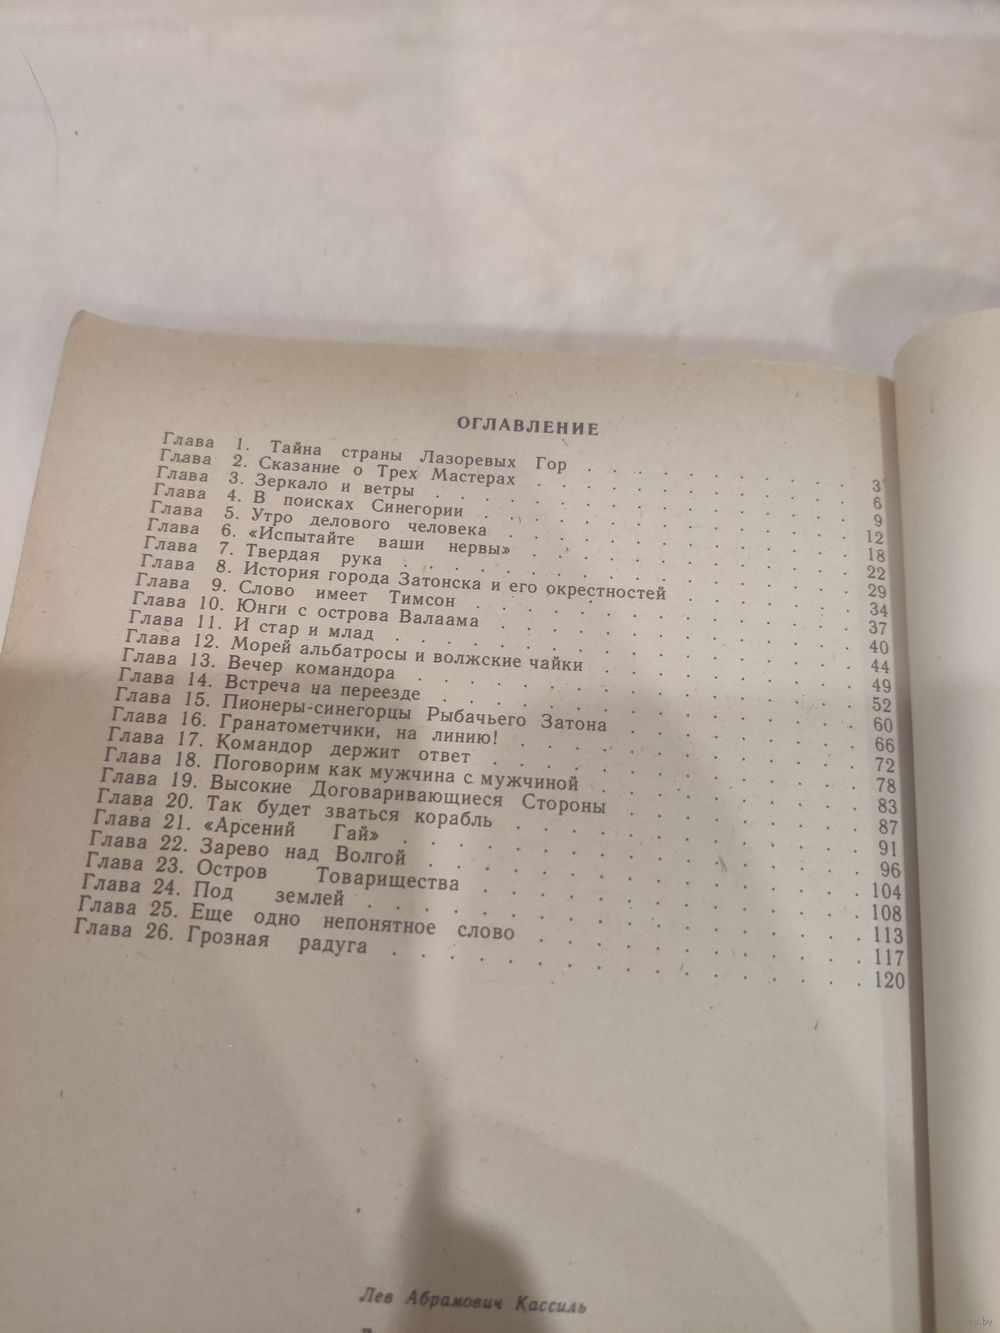 ОГЛАВЛЕНИЕ
Глава 1. Тайна страны Лазоревых Гор . . . . . . . . 3
Глава 2. Сказание о Трех Мастерах . . . . . . . . . 6
Глава 3. Зеркало и ветры . . . . . . . . . . . . 9
Глава 4. В поисках Синегории . . . . . . . . . . . 12
Глава 5. Утро делового человека . . . . . . . . . . 18
Глава 6. «Испытайте ваши нервы» . . . . . . . . . 22
Глава 7. Твердая рука . . . . . . . . . . . . . 29
Глава 8. История города Затонска и его окрестностей . . . . . 34
Глава 9. Слово имеет Тимсон . . . . . . . . . . . 37
Глава 10. Юнги с острова Валаама . . . . . . . . . . 40
Глава 11. И стар и млад . . . . . . . . . . . . . 44
Глава 12. Морей альбатросы и волжские чайки . . . . . . . 49
Глава 13. Вечер командора . . . . . . . . . . . . 52
Глава 14. Встреча на переезде . . . . . . . . . . . 60
Глава 15. Пионеры-синегорцы Рыбачьего Затона . . . . . . 66
Глава 16. Гранатометчики, на линию! . . . . . . . . . 72
Глава 17. Командор держит ответ . . . . . . . . . . 78
Глава 18. Поговорим как мужчина с мужчиной . . . . . . . 83
Глава 19. Высокие Договаривающиеся Стороны . . . . . . 87
Глава 20. Так будет зваться корабль . . . . . . . . . 91
Глава 21. «Арсений Гай» . . . . . . . . . . . . 96
Глава 22. Зарево над Волгой . . . . . . . . . . . 104
Глава 23. Остров Товарищества . . . . . . . . . . 108
Глава 24. Под землей . . . . . . . . . . . . . 113
Глава 25. Еще одно непонятное слово . . . . . . . . . 117
Глава 26. Грозная радуга . . . . . . . . . . . . 120
Лев Абрамович Кассиль